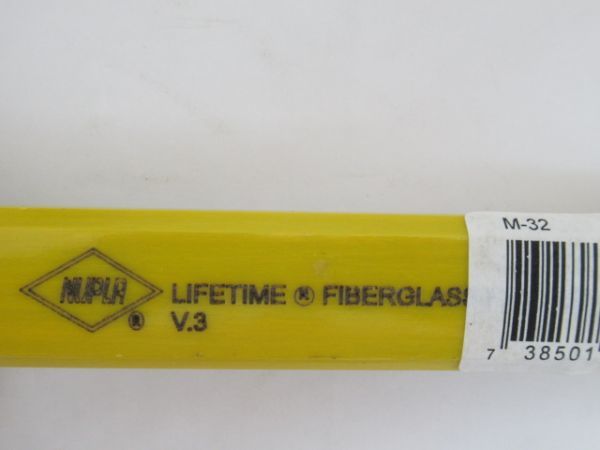 NUPLA ®
LIFETIME ® FIBERGLASS
V.3
M-32
7 38501